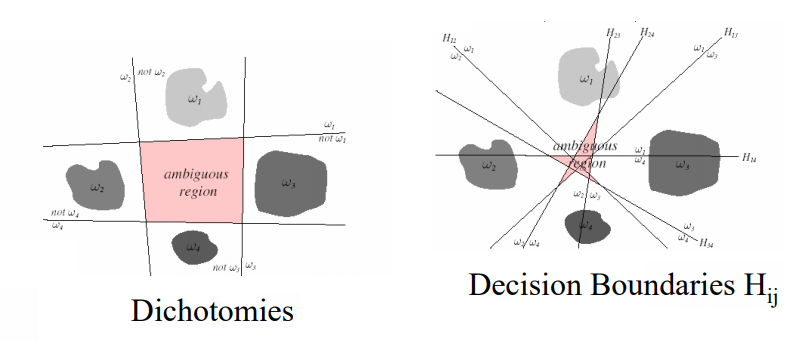 ω₂ not ω₂
ω₁
ω₁
not ω₁
ω₂
ambiguous
region
ω₃
not ω₄
ω₄
ω₄
not ω₃ ω₃
Dichotomies
H₁₂
ω₁
ω₂
H₂₃
H₂₄
H₁₃
ω₁
ω₃
ω₁
ambiguous
region
ω₂
ω₁
ω₄
ω₃
H₁₄
ω₂ ω₃
ω₄
ω₂ ω₄
ω₃
ω₄
H₃₄
Decision Boundaries Hᵢⱼ